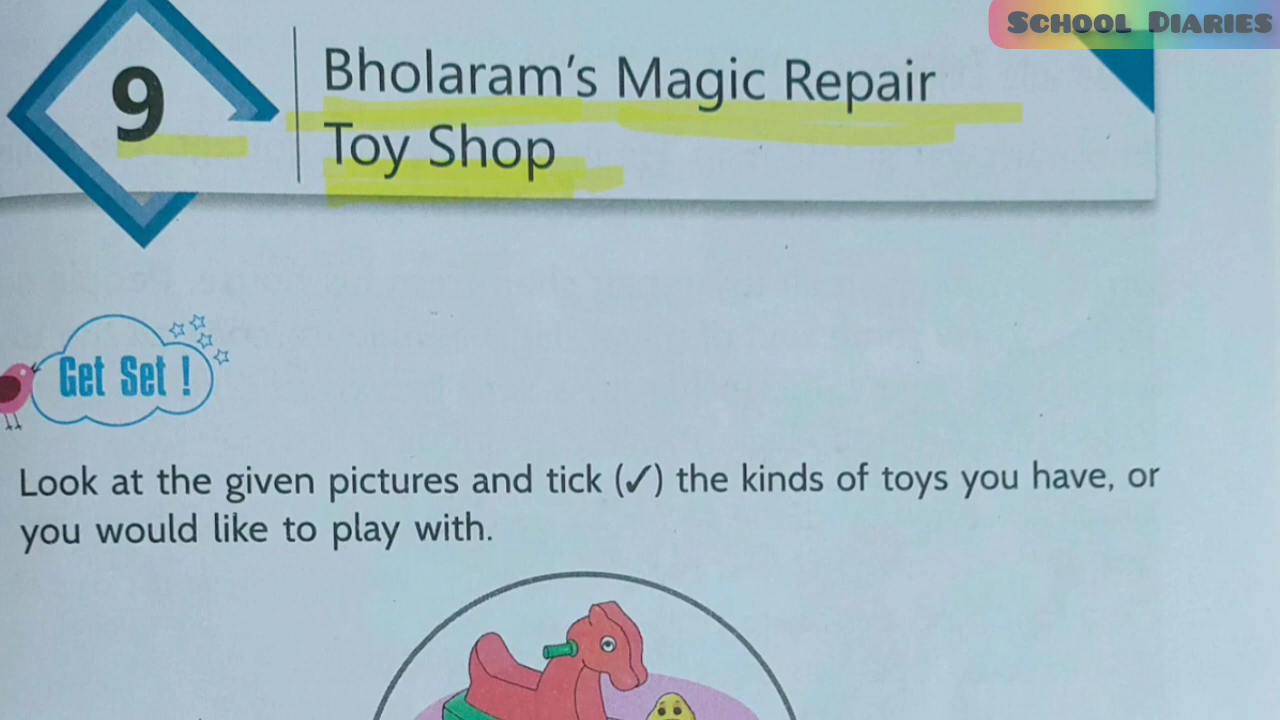 SCHOOL DIARIES
9
Bholaram's Magic Repair
Toy Shop
Get Set !
Look at the given pictures and tick (✓) the kinds of toys you have, or
you would like to play with.